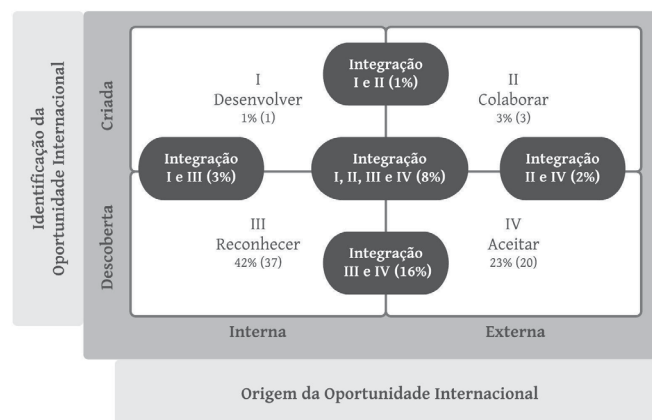 Identificação da
Oportunidade Internacional
Criada
Descoberta
I
Desenvolver
1% (1)
Integração
I e II (1%)
II
Colaborar
3% (3)
Integração
I e III (3%)
Integração
I, II, III e IV (8%)
Integração
II e IV (2%)
III
Reconhecer
42% (37)
Integração
III e IV (16%)
IV
Aceitar
23% (20)
Interna
Externa
Origem da Oportunidade Internacional